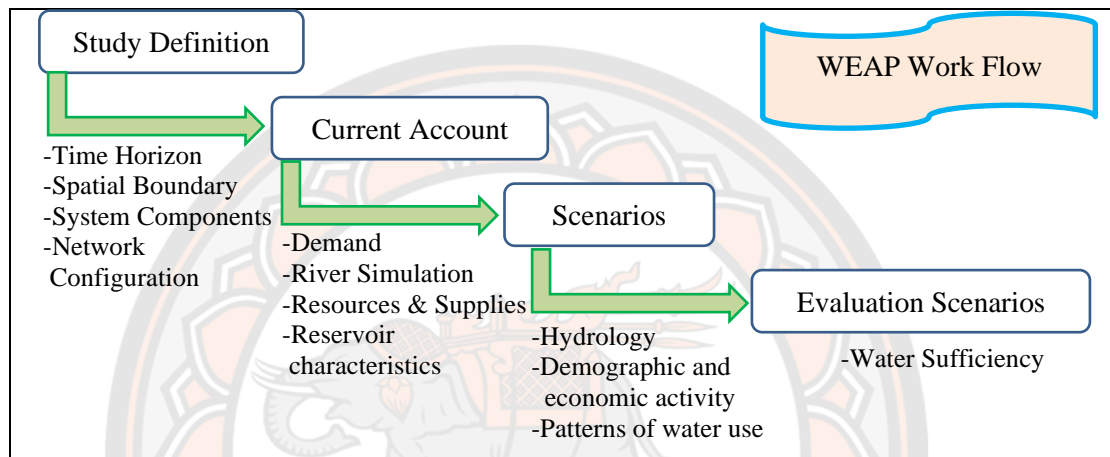 Study Definition
WEAP Work Flow
Current Account
-Time Horizon
-Spatial Boundary
-System Components
-Network
Configuration
Scenarios
-Demand
-River Simulation
-Resources & Supplies
-Reservoir
characteristics
Evaluation Scenarios
-Hydrology
-Demographic and
economic activity
-Patterns of water use
-Water Sufficiency